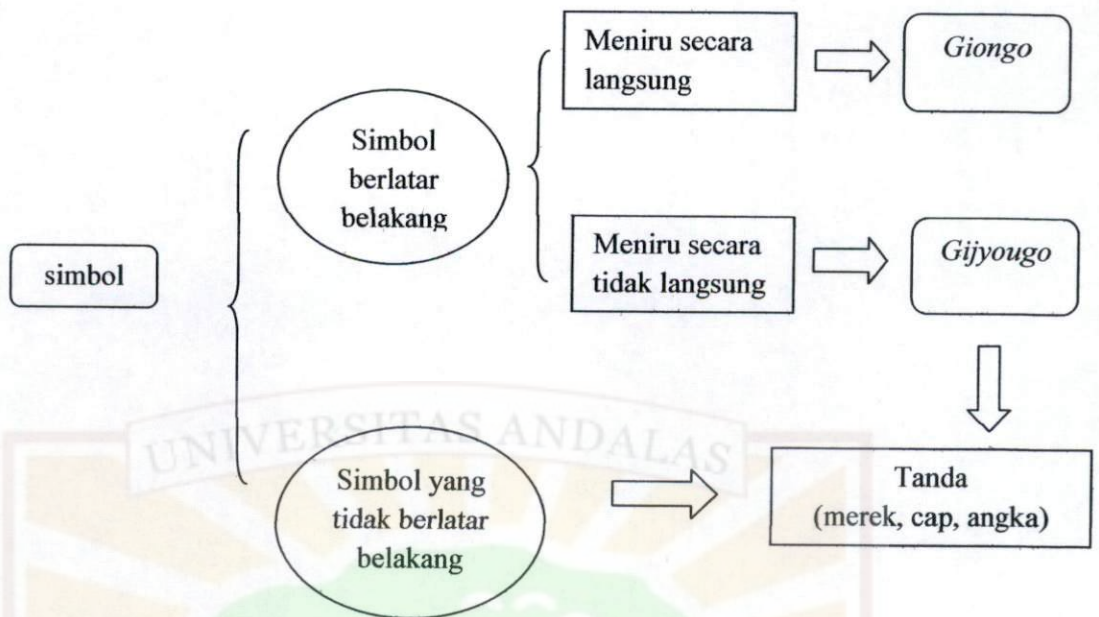 Meniru secara
langsung
Giongo
Simbol
berlatar
belakang
simbol
Meniru secara
tidak langsung
Gijyougo
UNIVERSITAS ANDALAS
Simbol yang
tidak berlatar
belakang
Tanda
(merek, cap, angka)